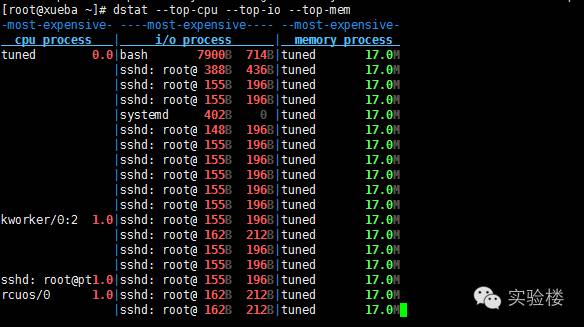 [root@xueba ~]# dstat --top-cpu --top-io --top-mem
-most-expensive- ----most-expensive---- --most-expensive-
  cpu process   |     i/o process      | memory process
tuned        0.0|bash       7900B  714B|tuned      17.0M
                |sshd: root@ 388B  436B|tuned      17.0M
                |sshd: root@ 155B  196B|tuned      17.0M
                |sshd: root@ 155B  196B|tuned      17.0M
                |systemd     402B    0 |tuned      17.0M
                |sshd: root@ 148B  196B|tuned      17.0M
                |sshd: root@ 155B  196B|tuned      17.0M
                |sshd: root@ 155B  196B|tuned      17.0M
                |sshd: root@ 155B  196B|tuned      17.0M
                |sshd: root@ 155B  196B|tuned      17.0M
                |sshd: root@ 155B  196B|tuned      17.0M
kworker/0:2  1.0|sshd: root@ 155B  196B|tuned      17.0M
                |sshd: root@ 162B  212B|tuned      17.0M
                |sshd: root@ 155B  196B|tuned      17.0M
                |sshd: root@ 155B  196B|tuned      17.0M
sshd: root@pt1.0|sshd: root@ 155B  196B|tuned      17.0M
rcuos/0      1.0|sshd: root@ 162B  212B|tuned      17.0M
                |sshd: root@ 162B  212B|tuned      17.0M
实验楼